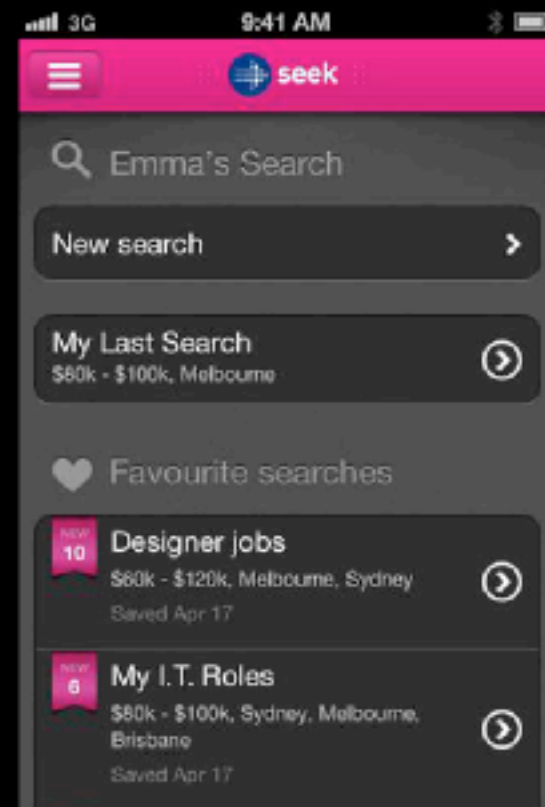 3G 9:41 AM
seek
Emma's Search
New search
My Last Search
$80k - $100k, Melbourne
Favourite searches
NEW
10
Designer jobs
$60k - $120k, Melbourne, Sydney
Saved Apr 17
NEW
6
My I.T. Roles
$80k - $100k, Sydney, Melbourne,
Brisbane
Saved Apr 17